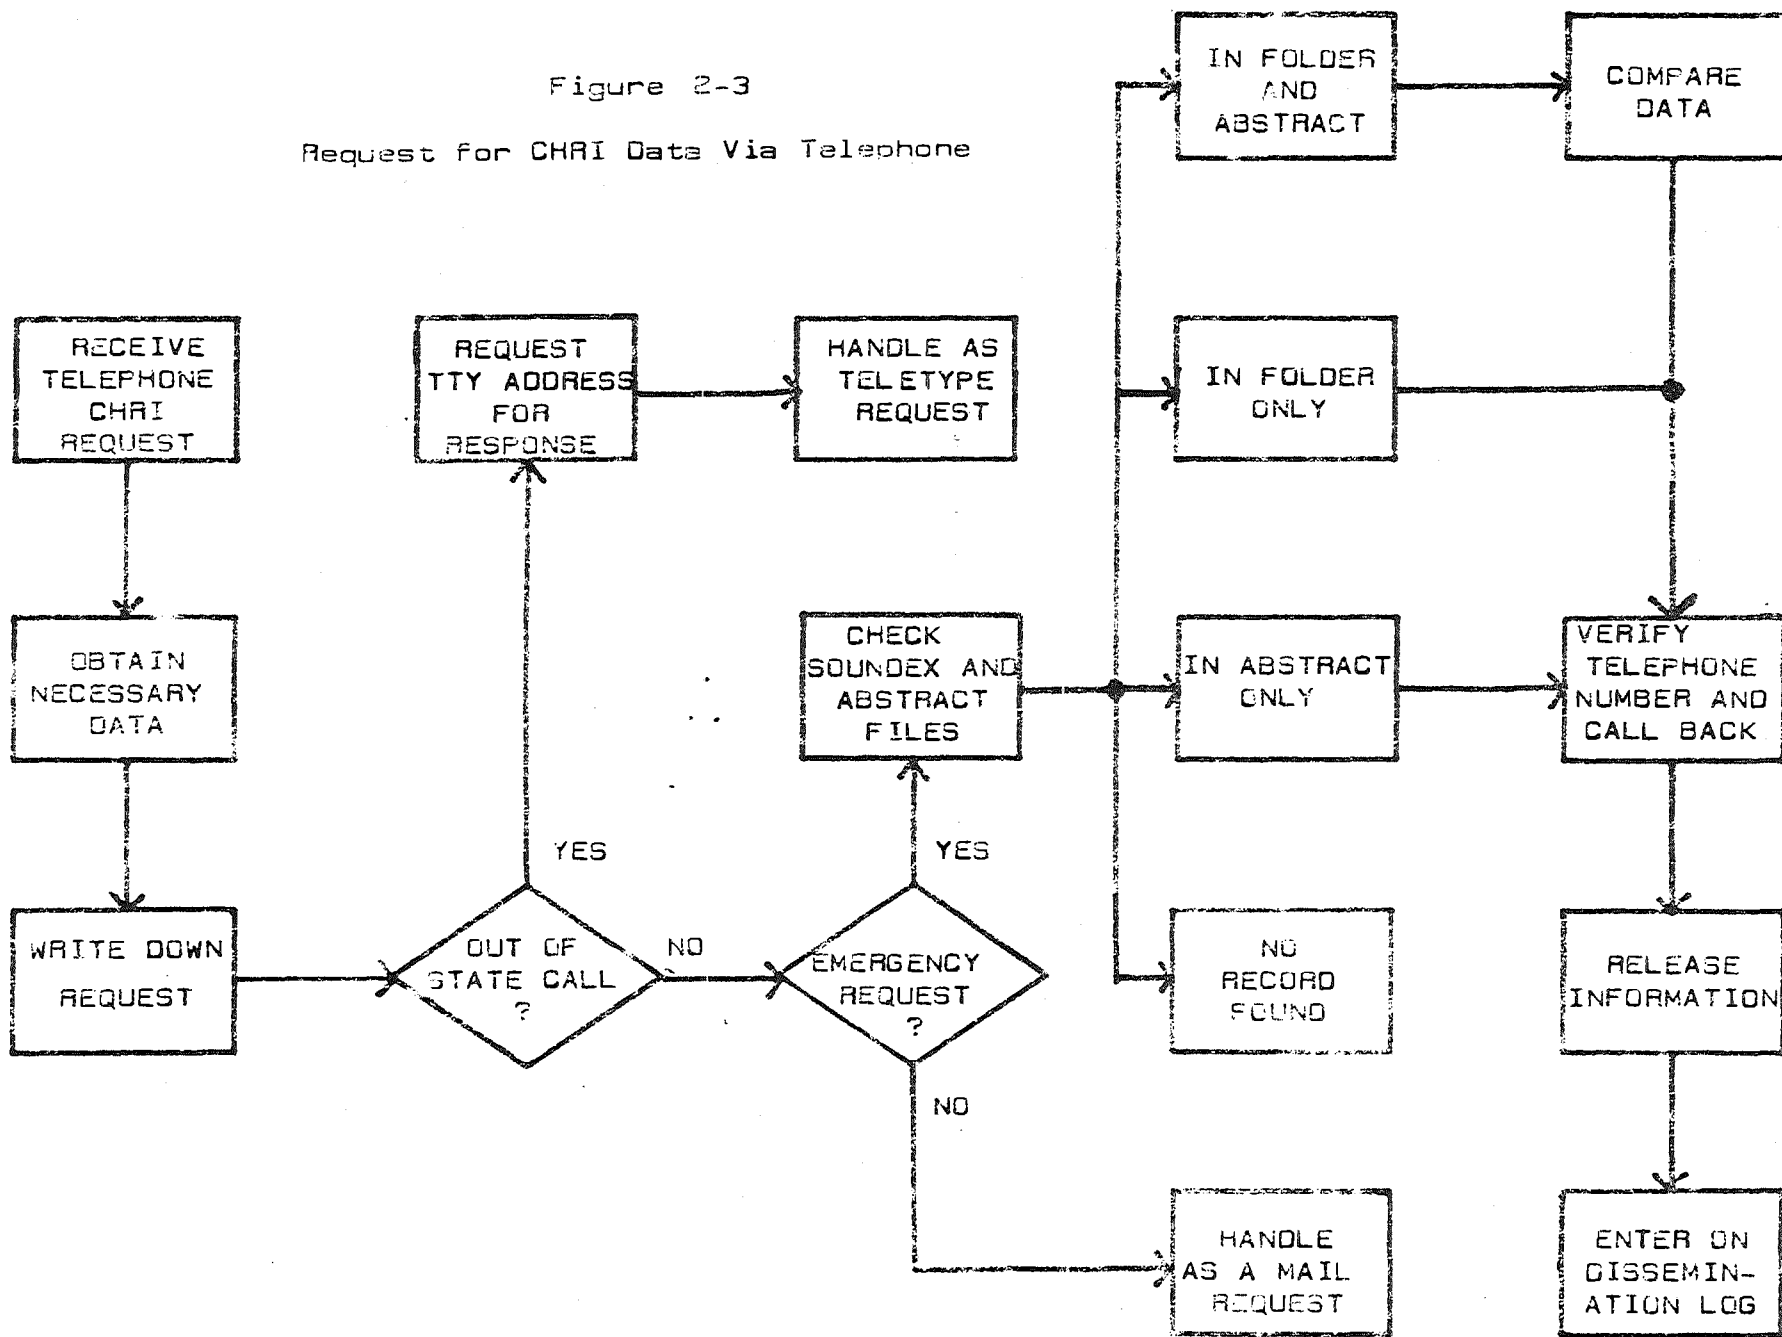 Figure 2-3
Request for CHRI Data Via Telephone
RECEIVE
TELEPHONE
CHRI
REQUEST
OBTAIN
NECESSARY
DATA
WRITE DOWN
REQUEST
REQUEST
TTY ADDRESS
FOR
RESPONSE
HANDLE AS
TELETYPE
REQUEST
YES
OUT OF
STATE CALL
?
NO
CHECK
SOUNDEX AND
ABSTRACT
FILES
YES
EMERGENCY
REQUEST
?
NO
IN FOLDER
AND
ABSTRACT
COMPARE
DATA
IN FOLDER
ONLY
IN ABSTRACT
ONLY
VERIFY
TELEPHONE
NUMBER AND
CALL BACK
NO
RECORD
FOUND
RELEASE
INFORMATION
HANDLE
AS A MAIL
REQUEST
ENTER ON
DISSEMIN-
ATION LOG